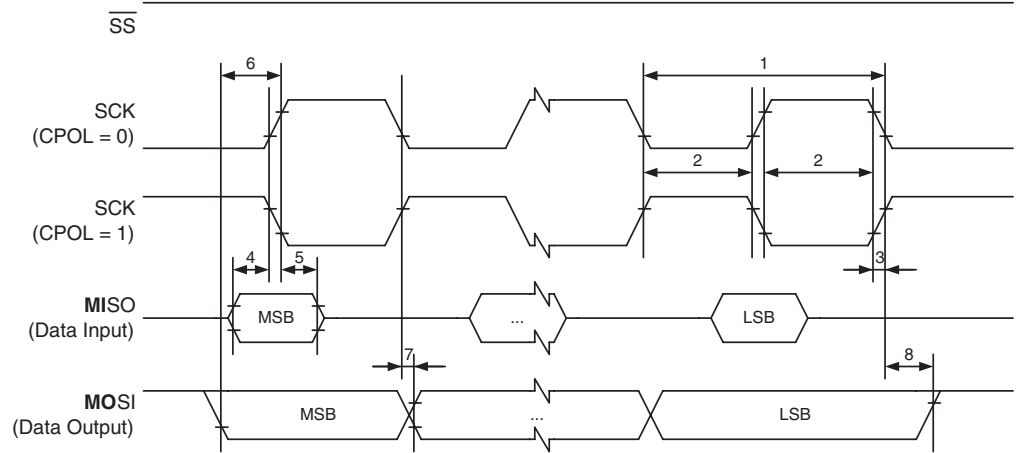 SS
6
1
SCK
(CPOL = 0)
2
2
SCK
(CPOL = 1)
4
5
3
MISO
(Data Input)
MSB
...
LSB
7
8
MOSI
(Data Output)
MSB
...
LSB